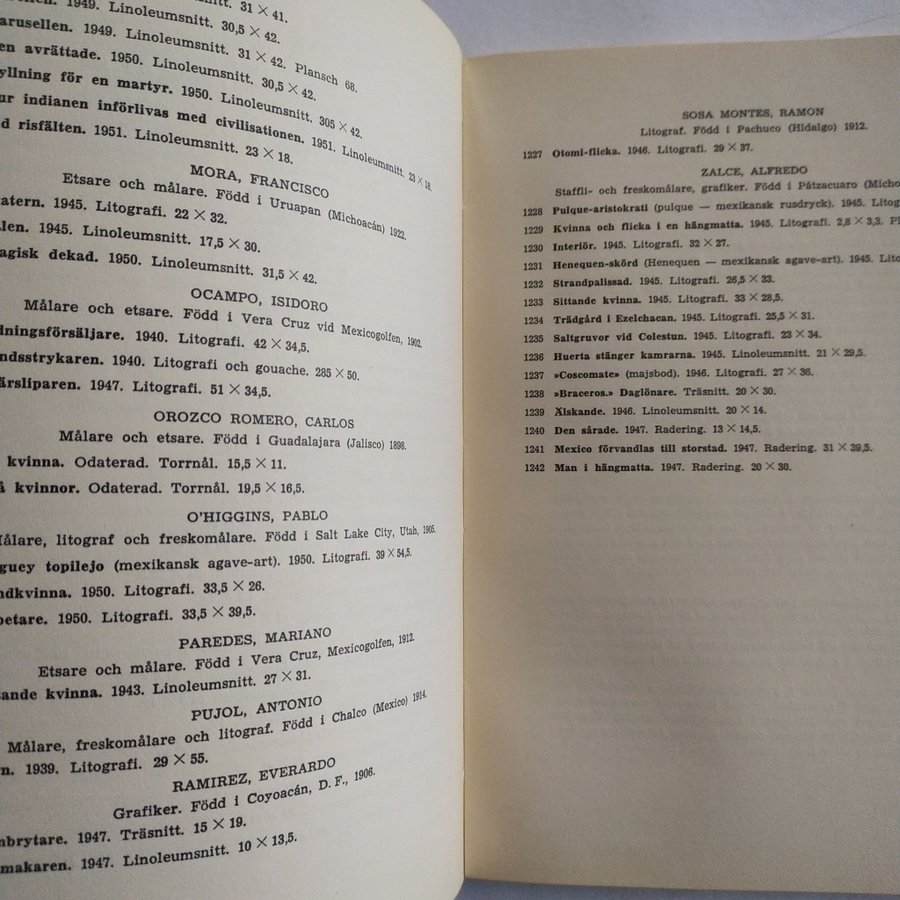 1949. Linoleumsnitt. 31 × 41.
arusellen. 1949. Linoleumsnitt. 30,5 × 42.
en avrättade. 1950. Linoleumsnitt. 31 × 42. Plansch 68.
yllning för en martyr. 1950. Linoleumsnitt. 30,5 × 42.
ur indianen införlivas med civilisationen. 1951. Linoleumsnitt. 305 × 42.
d risfälten. 1951. Linoleumsnitt. 23 × 18.
MORA, FRANCISCO
Etsare och målare. Född i Uruapan (Michoacán) 1922.
atern. 1945. Litografi. 22 × 32.
len. 1945. Linoleumsnitt. 17,5 × 30.
agisk dekad. 1950. Linoleumsnitt. 31,5 × 42.
OCAMPO, ISIDORO
Målare och etsare. Född i Vera Cruz vid Mexicogolfen, 1902.
dningsförsäljare. 1940. Litografi. 42 × 34,5.
ndsstrykaren. 1940. Litografi och gouache. 285 × 50.
ärsliparen. 1947. Litografi. 51 × 34,5.
OROZCO ROMERO, CARLOS
Målare och etsare. Född i Guadalajara (Jalisco) 1898.
kvinna. Odaterad. Torrnål. 15,5 × 11.
å kvinnor. Odaterad. Torrnål. 19,5 × 16,5.
O'HIGGINS, PABLO
Målare, litograf och freskomålare. Född i Salt Lake City, Utah, 1905.
guey topilejo (mexikansk agave-art). 1950. Litografi. 39 × 54,5.
ndkvinna. 1950. Litografi. 33,5 × 26.
betare. 1950. Litografi. 33,5 × 39,5.
PAREDES, MARIANO
Etsare och målare. Född i Vera Cruz, Mexicogolfen, 1912.
ande kvinna. 1943. Linoleumsnitt. 27 × 31.
PUJOL, ANTONIO
Målare, freskomålare och litograf. Född i Chalco (Mexico) 1914.
n. 1939. Litografi. 29 × 55.
RAMIREZ, EVERARDO
Grafiker. Född i Coyoacán, D. F., 1906.
nbrytare. 1947. Träsnitt. 15 × 19.
makaren. 1947. Linoleumsnitt. 10 × 13,5.
SOSA MONTES, RAMON
Litograf. Född i Pachuco (Hidalgo) 1912.
1227 Otomi-flicka. 1946. Litografi. 29 × 37.
ZALCE, ALFREDO
Staffli- och freskomålare, grafiker. Född i Pátzacuaro (Micho
1228 Pulque-aristokrati (pulque — mexikansk rusdryck). 1945. Litog
1229 Kvinna och flicka i en hängmatta. 1945. Litografi. 2,8 × 3,3. Pl
1230 Interiör. 1945. Litografi. 32 × 27.
1231 Henequen-skörd (Henequen — mexikansk agave-art). 1945. Lito
1232 Strandpalissad. 1945. Litografi. 26,5 × 33.
1233 Sittande kvinna. 1945. Litografi. 33 × 28,5.
1234 Trädgård i Ezelchacan. 1945. Litografi. 25,5 × 31.
1235 Saltgruvor vid Colestun. 1945. Litografi. 23 × 34.
1236 Huerta stänger kamrarna. 1945. Linoleumsnitt. 21 × 29,5.
1237 »Coscomate» (majsbod). 1946. Litografi. 27 × 36.
1238 »Braceros.» Daglönare. Träsnitt. 20 × 30.
1239 Älskande. 1946. Linoleumsnitt. 20 × 14.
1240 Den sårade. 1947. Radering. 13 × 14,5.
1241 Mexico förvandlas till storstad. 1947. Radering. 31 × 39,5.
1242 Man i hängmatta. 1947. Radering. 20 × 30.